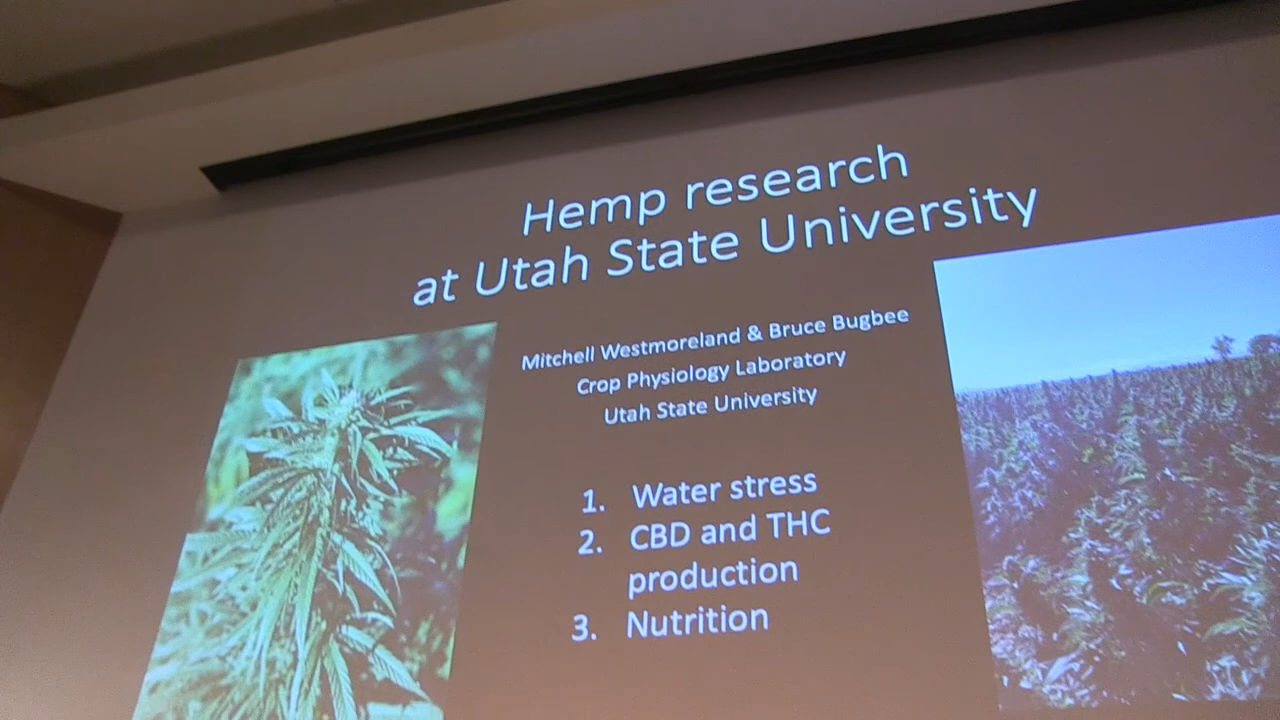 Hemp research
at Utah State University
Mitchell Westmoreland & Bruce Bugbee
Crop Physiology Laboratory
Utah State University
1. Water stress
2. CBD and THC
production
3. Nutrition